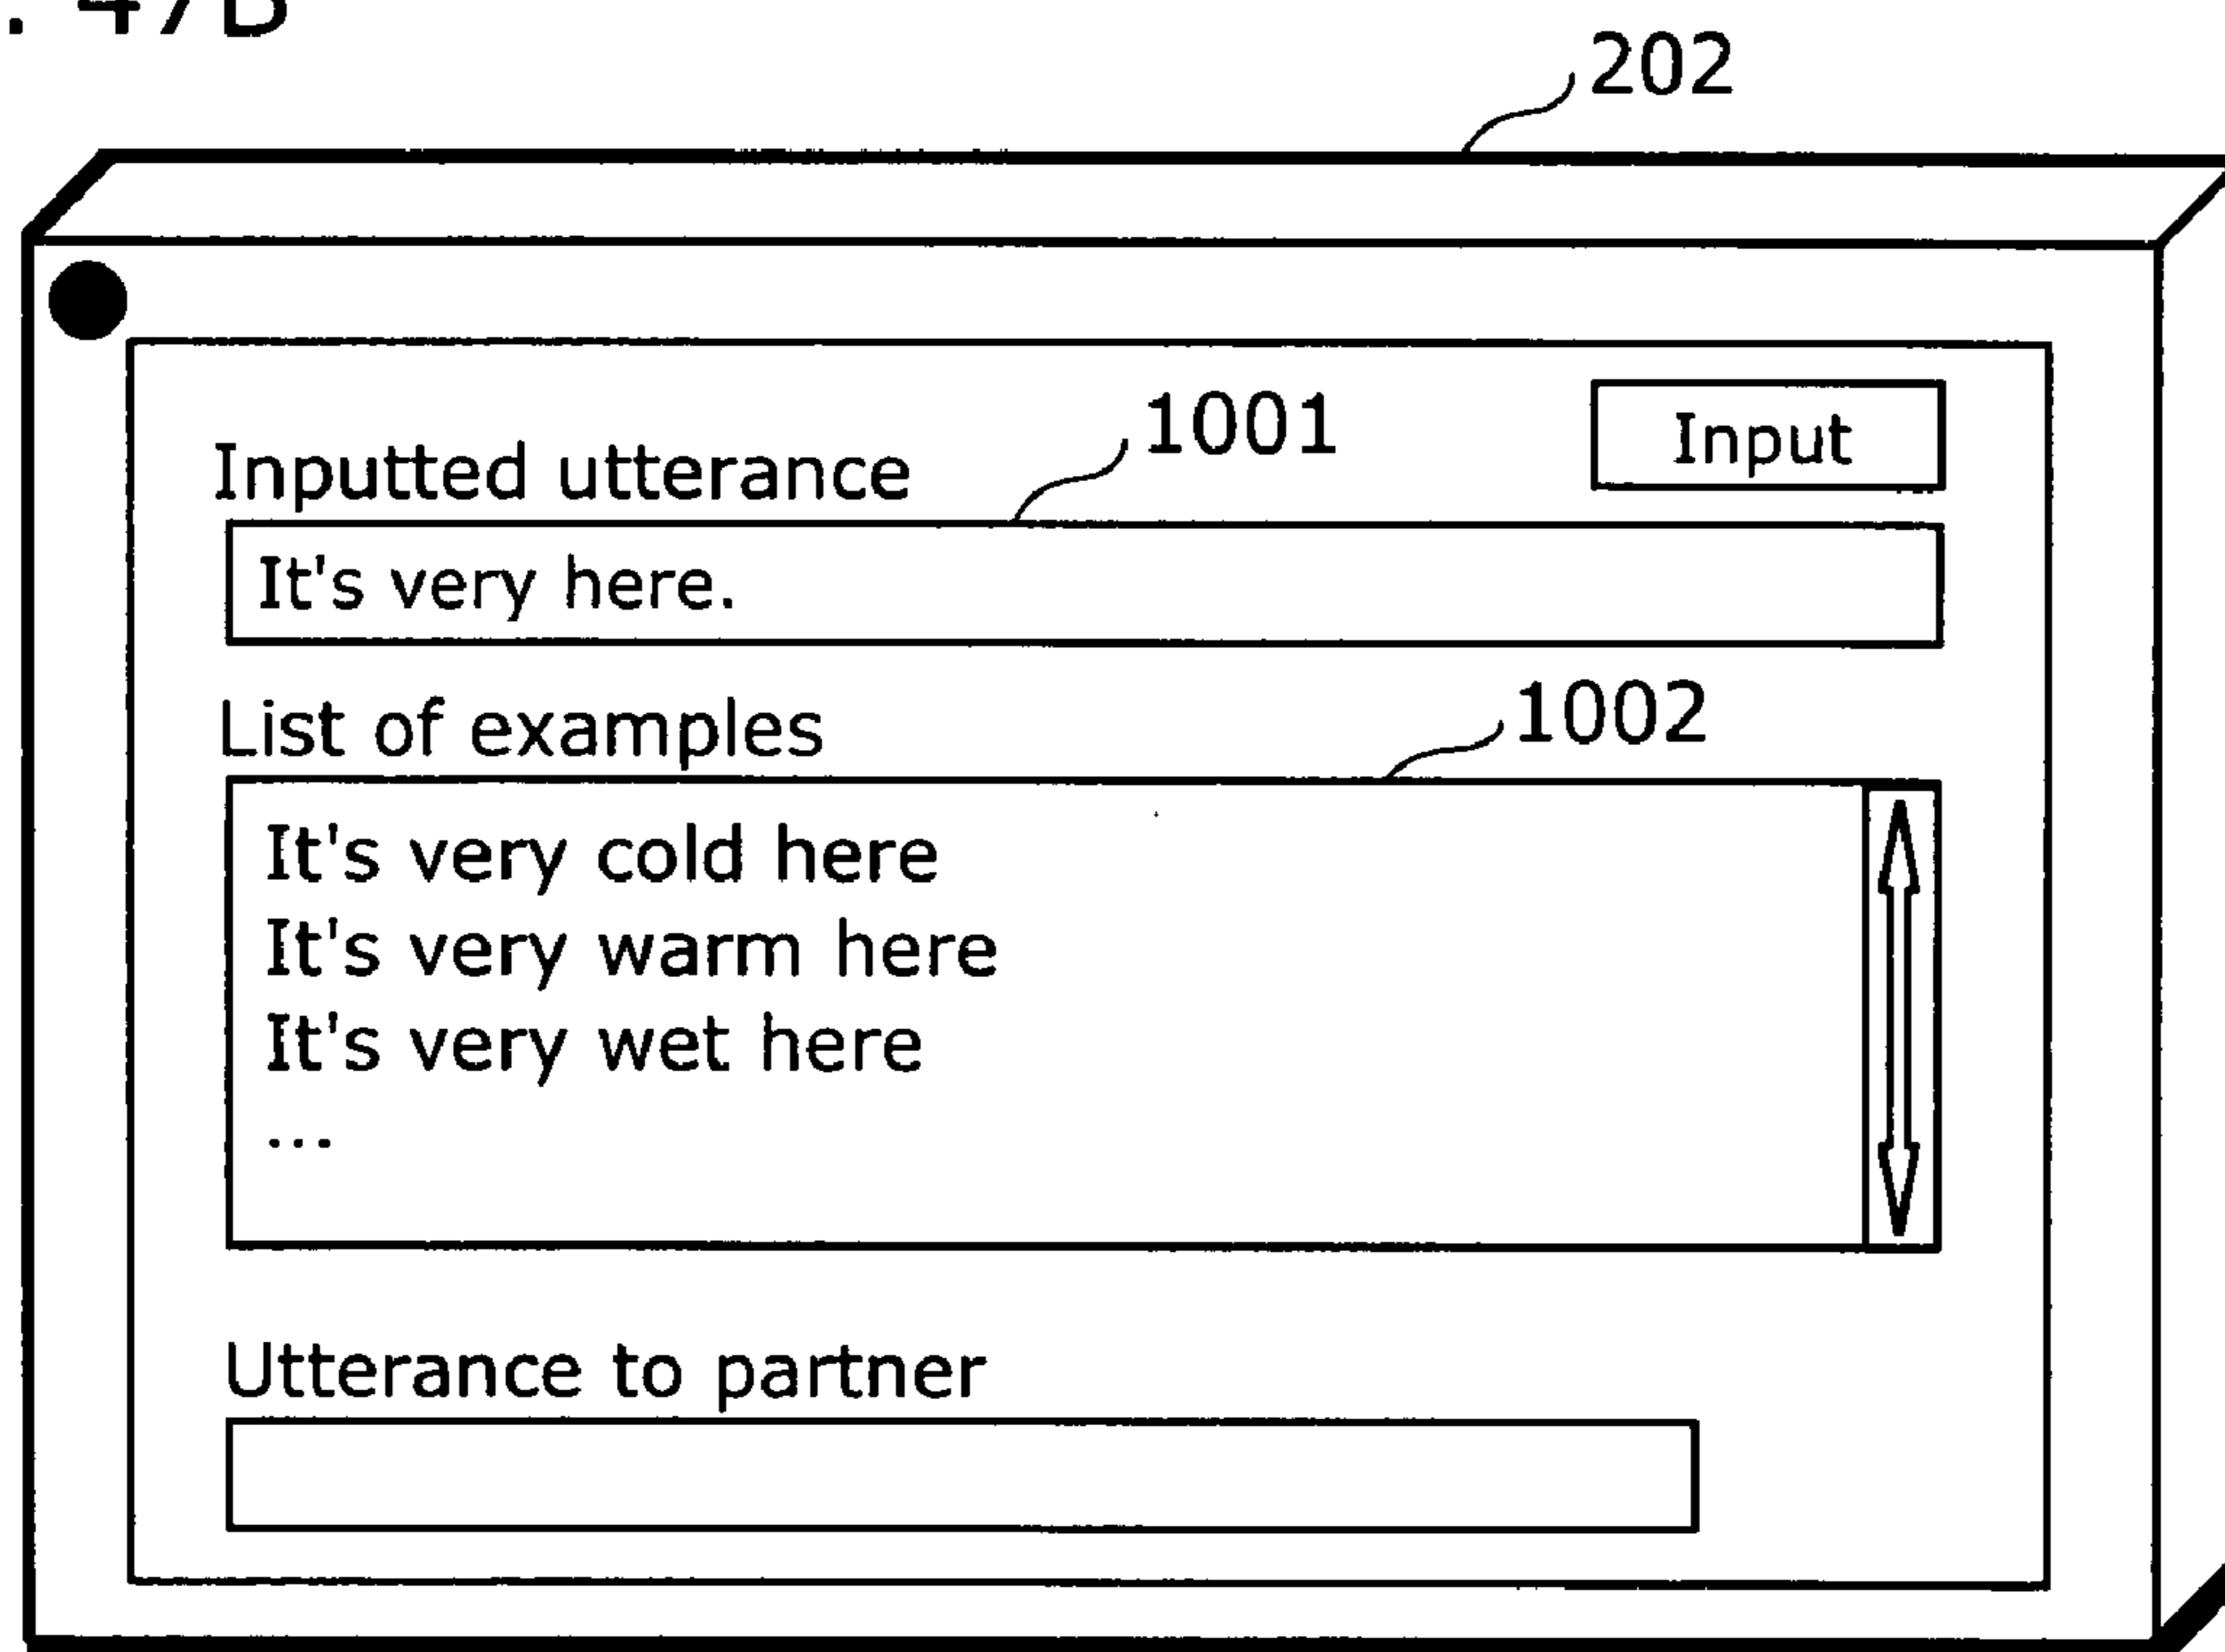 . 47B
202
1001
Input
Inputted utterance
It's very here.
1002
List of examples
It's very cold here
It's very warm here
It's very wet here
...
Utterance to partner